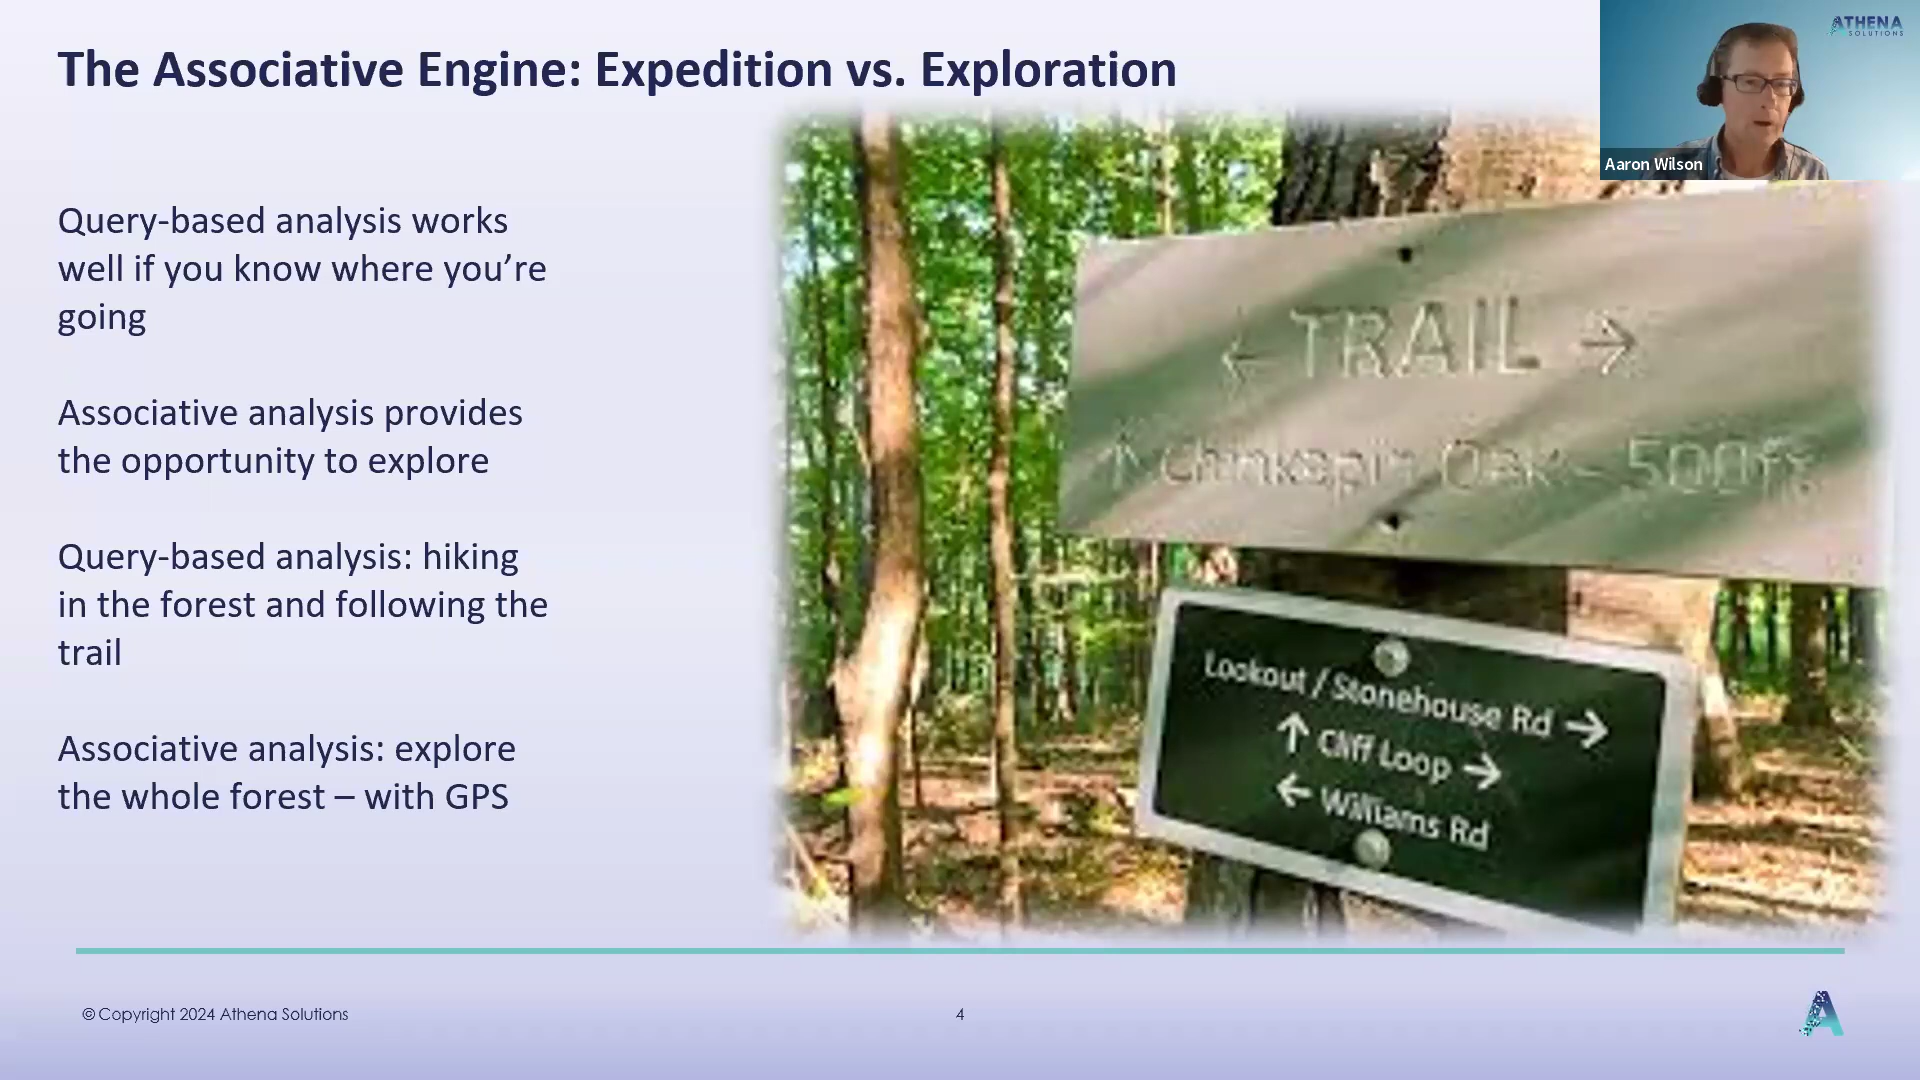 The Associative Engine: Expedition vs. Exploration
ATHENA
SOLUTIONS
Aaron Wilson
Query-based analysis works
well if you know where you're
going
Associative analysis provides
the opportunity to explore
Query-based analysis: hiking
in the forest and following the
trail
Associative analysis: explore
the whole forest – with GPS
← TRAIL →
↑ Chinkapin Oak - 500ft
Lookout / Stonehouse Rd →
↑ Cliff Loop →
← Williams Rd
© Copyright 2024 Athena Solutions
4